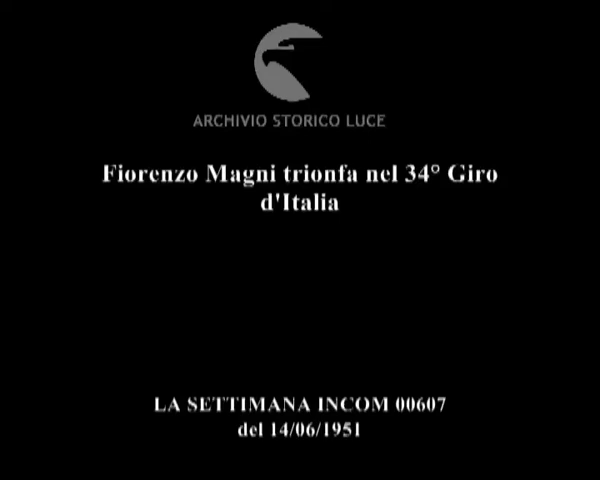 ARCHIVIO STORICO LUCE
Fiorenzo Magni trionfa nel 34° Giro
d'Italia
LA SETTIMANA INCOM 00607
del 14/06/1951